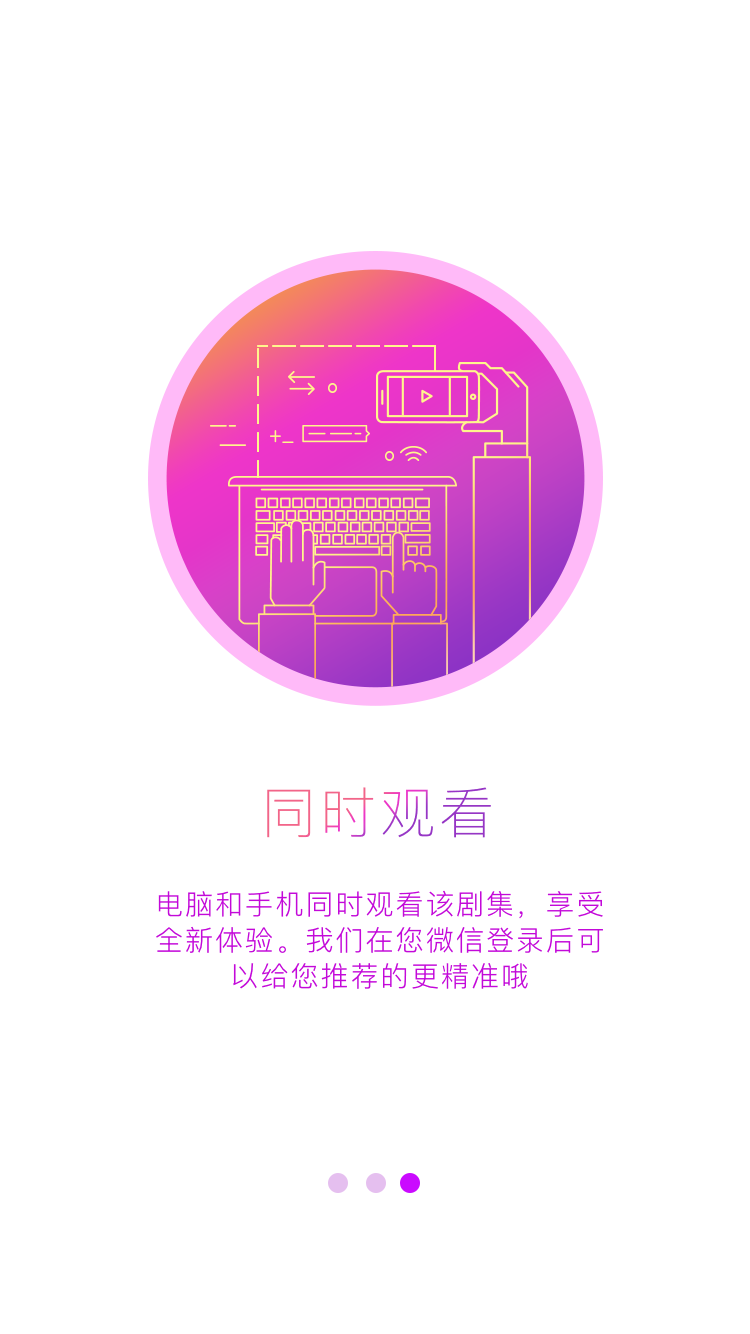 同时观看
电脑和手机同时观看该剧集，享受
全新体验。我们在您微信登录后可
以给您推荐的更精准哦